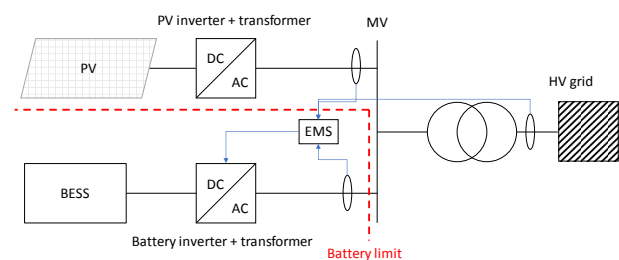 PV inverter + transformer
MV
PV
DC
AC
HV grid
EMS
BESS
DC
AC
Battery inverter + transformer
Battery limit